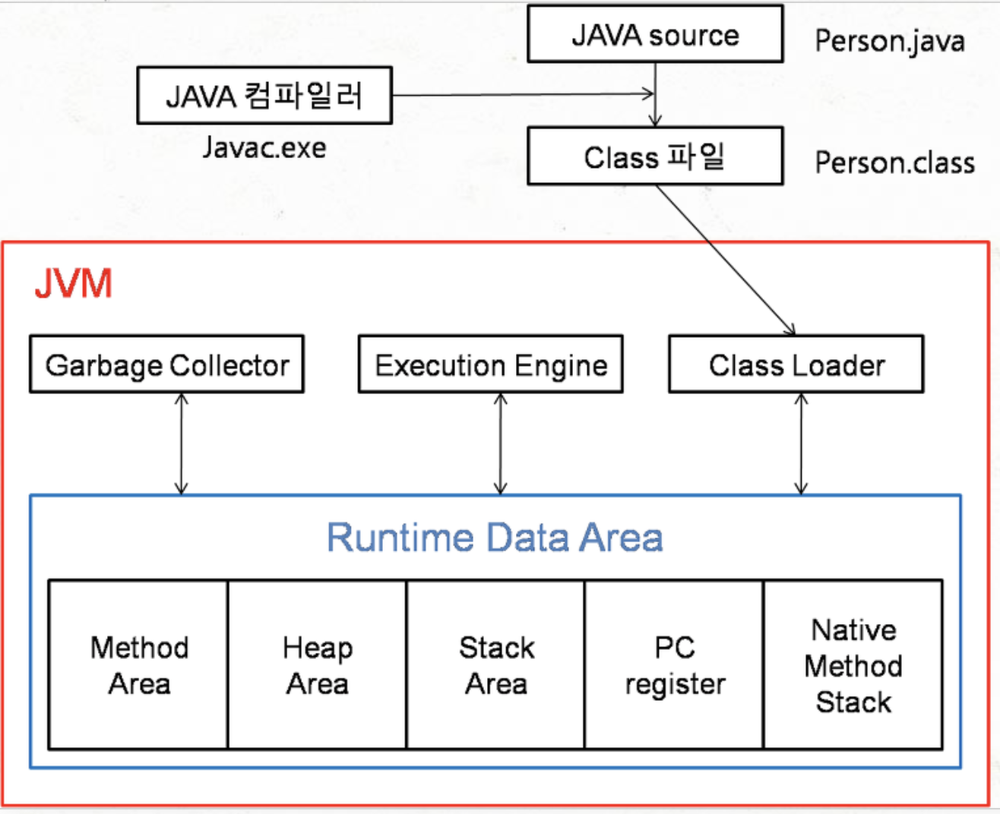 JAVA source
Person.java
JAVA 컴파일러
Javac.exe
Class 파일
Person.class
JVM
Garbage Collector
Execution Engine
Class Loader
Runtime Data Area
Method
Area
Heap
Area
Stack
Area
PC
register
Native
Method
Stack